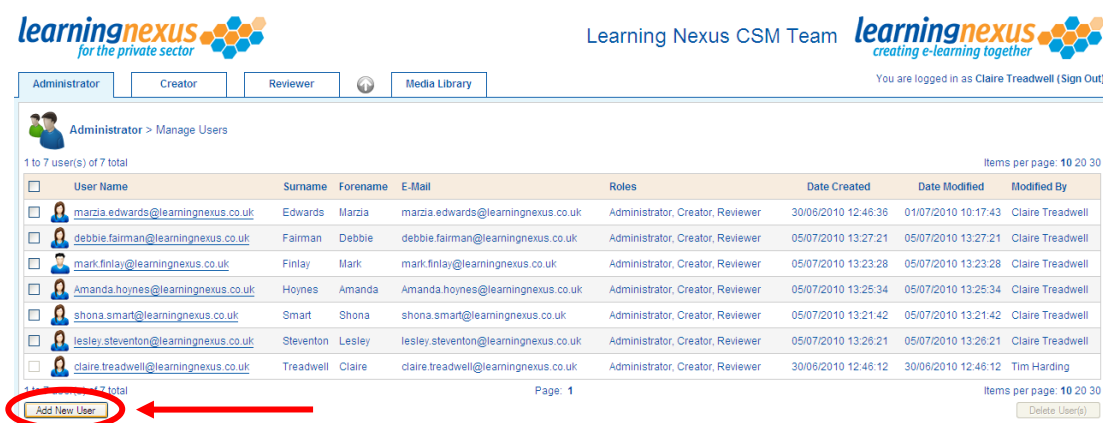 learningnexus
for the private sector
Learning Nexus CSM Team
learningnexus
creating e-learning together
Administrator Creator Reviewer Media Library
You are logged in as Claire Treadwell (Sign Out)
Administrator > Manage Users
1 to 7 user(s) of 7 total Items per page: 10 20 30
User Name Surname Forename E-Mail Roles Date Created Date Modified Modified By
marzia.edwards@learningnexus.co.uk Edwards Marzia marzia.edwards@learningnexus.co.uk Administrator, Creator, Reviewer 30/06/2010 12:46:36 01/07/2010 10:17:43 Claire Treadwell
debbie.fairman@learningnexus.co.uk Fairman Debbie debbie.fairman@learningnexus.co.uk Administrator, Creator, Reviewer 05/07/2010 13:27:21 05/07/2010 13:27:21 Claire Treadwell
mark.finlay@learningnexus.co.uk Finlay Mark mark.finlay@learningnexus.co.uk Administrator, Creator, Reviewer 05/07/2010 13:23:28 05/07/2010 13:23:28 Claire Treadwell
Amanda.hoynes@learningnexus.co.uk Hoynes Amanda Amanda.hoynes@learningnexus.co.uk Administrator, Creator, Reviewer 05/07/2010 13:25:34 05/07/2010 13:25:34 Claire Treadwell
shona.smart@learningnexus.co.uk Smart Shona shona.smart@learningnexus.co.uk Administrator, Creator, Reviewer 05/07/2010 13:21:42 05/07/2010 13:21:42 Claire Treadwell
lesley.steventon@learningnexus.co.uk Steventon Lesley lesley.steventon@learningnexus.co.uk Administrator, Creator, Reviewer 05/07/2010 13:26:21 05/07/2010 13:26:21 Claire Treadwell
claire.treadwell@learningnexus.co.uk Treadwell Claire claire.treadwell@learningnexus.co.uk Administrator, Creator, Reviewer 30/06/2010 12:46:12 30/06/2010 12:46:12 Tim Harding
1 to 7 user(s) of 7 total Page: 1 Items per page: 10 20 30
Add New User Delete User(s)